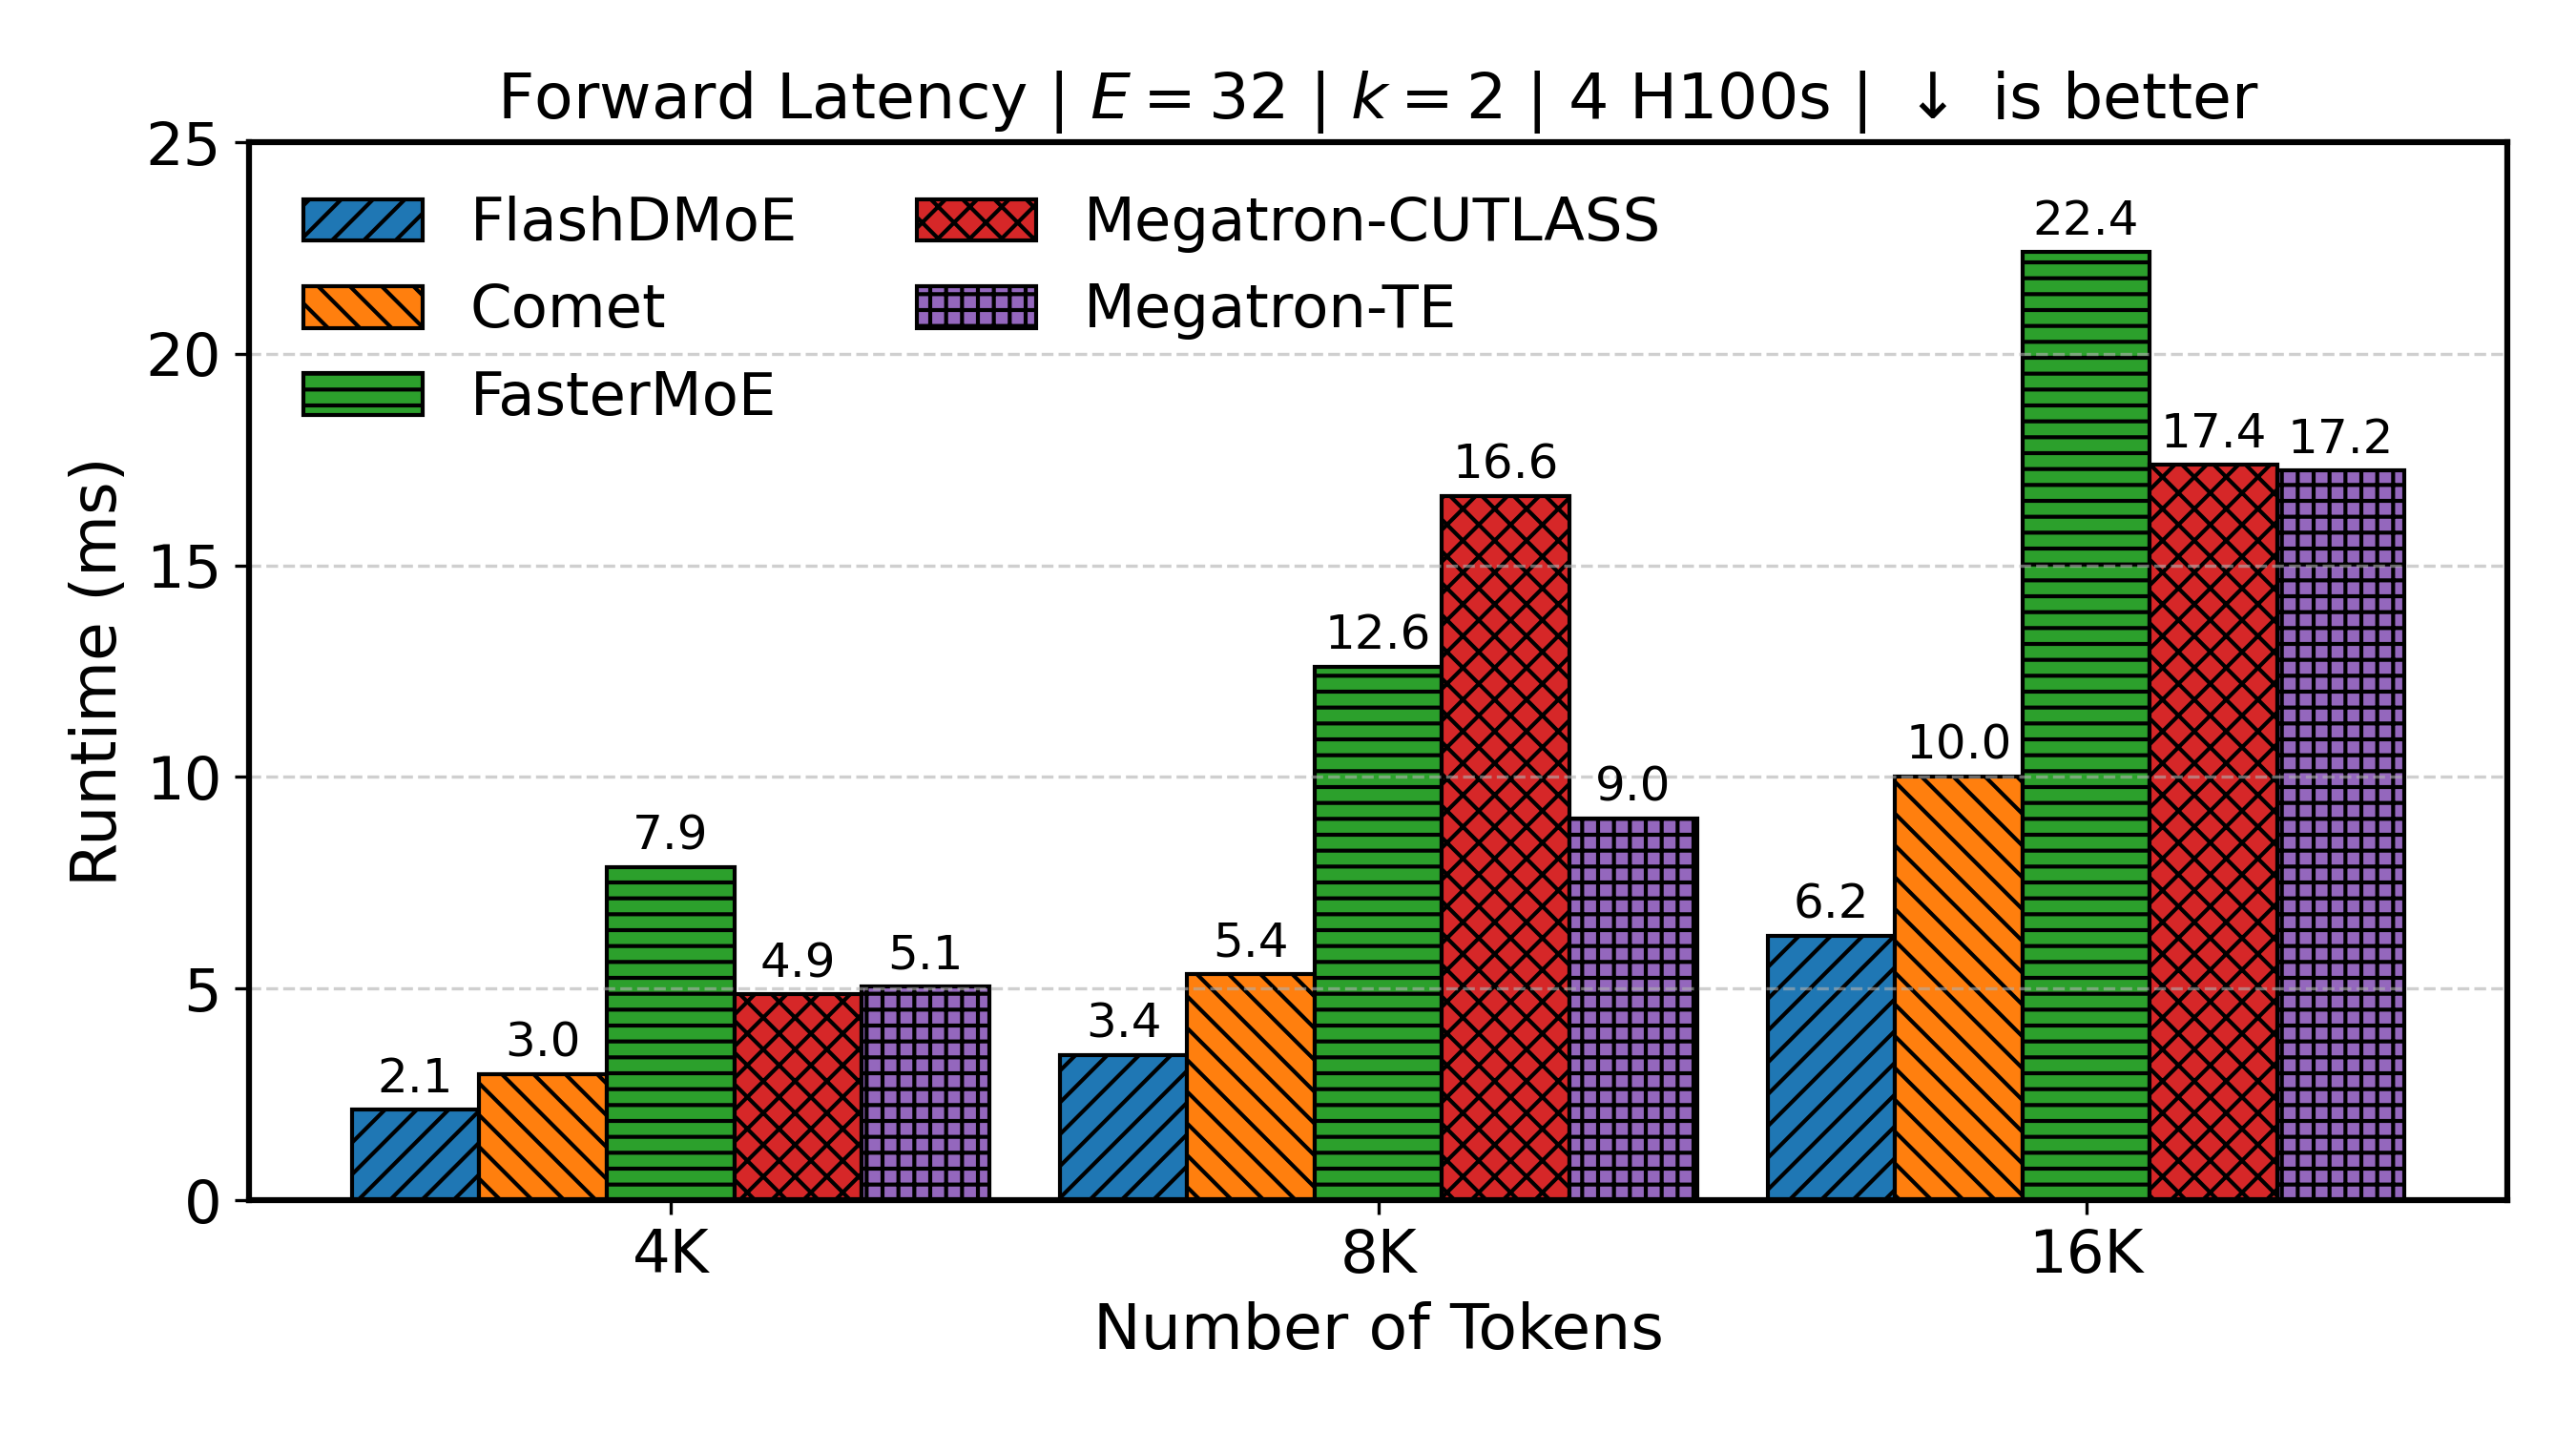 Forward Latency | E = 32 | k = 2 | 4 H100s | ↓ is better
25
20
15
10
5
0
Runtime (ms)
FlashDMoE
Comet
FasterMoE
Megatron-CUTLASS
Megatron-TE
2.1
3.0
7.9
4.9
5.1
3.4
5.4
12.6
16.6
9.0
6.2
10.0
22.4
17.4
17.2
4K
8K
16K
Number of Tokens